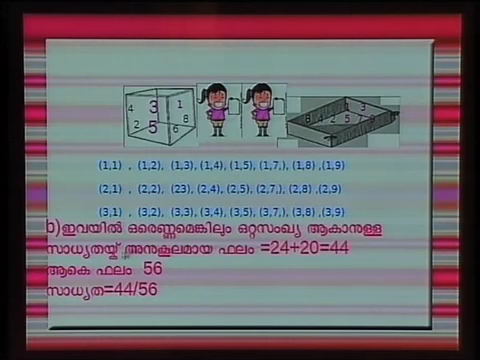 3 1
4
8
2 5 6
1 3
8 4 2 5 7
(1,1) , (1,2), (1,3), (1,4), (1,5), (1,7,), (1,8) ,(1,9)
(2,1) , (2,2), (23), (2,4), (2,5), (2,7,), (2,8) ,(2,9)
(3,1) , (3,2), (3,3), (3,4), (3,5), (3,7,), (3,8) ,(3,9)
b)ഇവയിൽ ഒരെണ്ണമെങ്കിലും ഒറ്റസംഖ്യ ആകാനുള്ള
സാധ്യതയ്ക്ക് അനുകൂലമായ ഫലം =24+20=44
ആകെ ഫലം 56
സാധ്യത=44/56